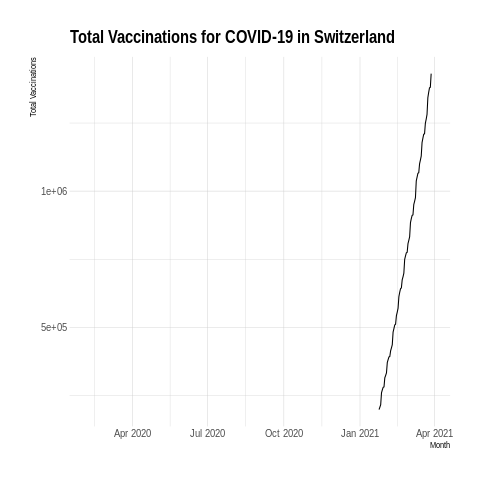 Total Vaccinations for COVID-19 in Switzerland
Total Vaccinations
1e+06
5e+05
Apr 2020 Jul 2020 Oct 2020 Jan 2021 Apr 2021
Month